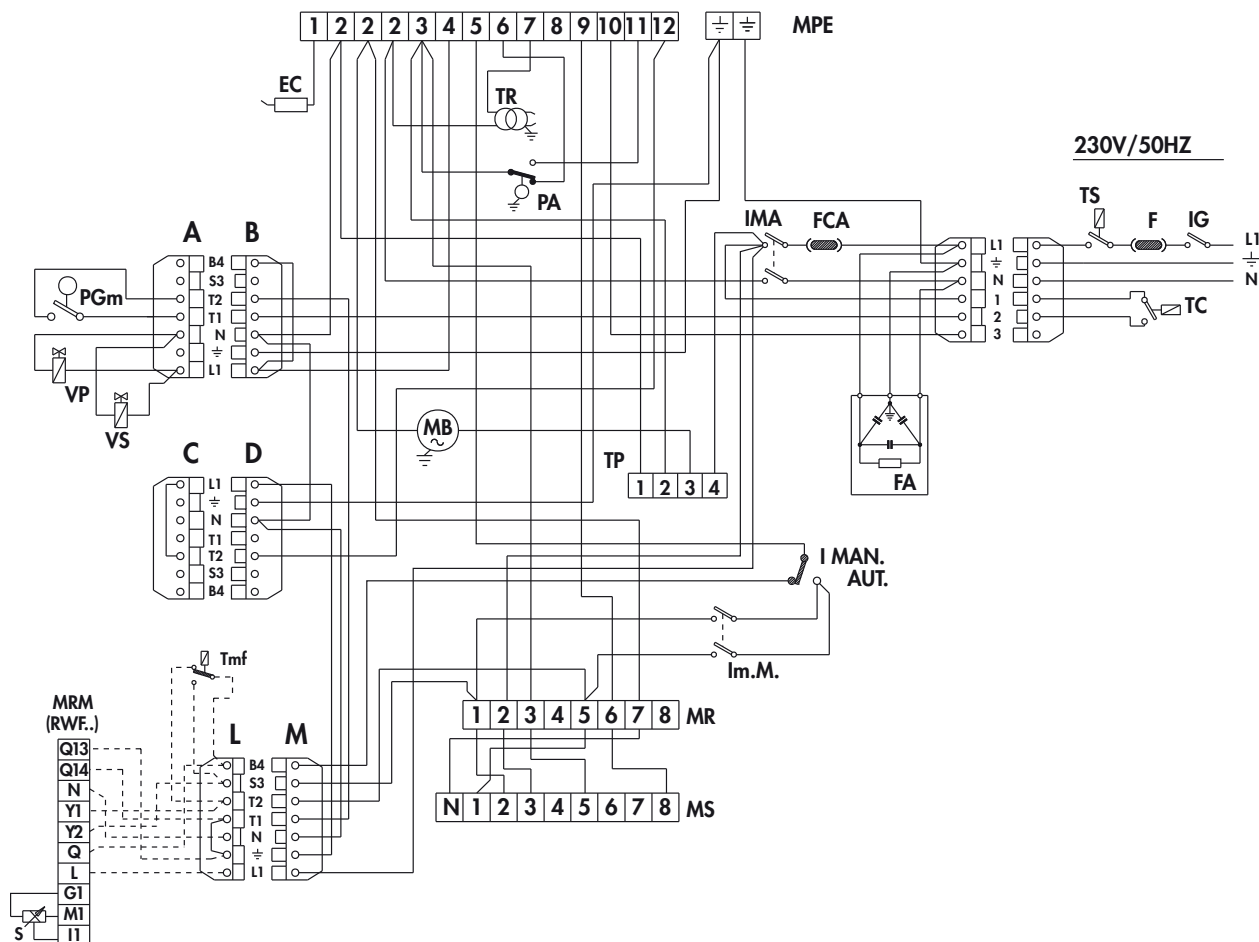 1 2 2 2 3 4 5 6 7 8 9 10 11 12
MPE
EC
TR
230V/50HZ
PA
TS
F
IG
IMA
FCA
A B
L1
N
L1
N
1
2
3
TC
PGm
B4
S3
T2
T1
N
L1
VP
VS
MB
~
TP
1 2 3 4
FA
C D
L1
N
T1
T2
S3
B4
I MAN.
AUT.
Im.M.
Tmf
MRM
(RWF..)
L M
1 2 3 4 5 6 7 8 MR
N 1 2 3 4 5 6 7 8 MS
Q13
Q14
N
Y1
Y2
Q
L
G1
M1
I1
B4
S3
T2
T1
N
L1
S